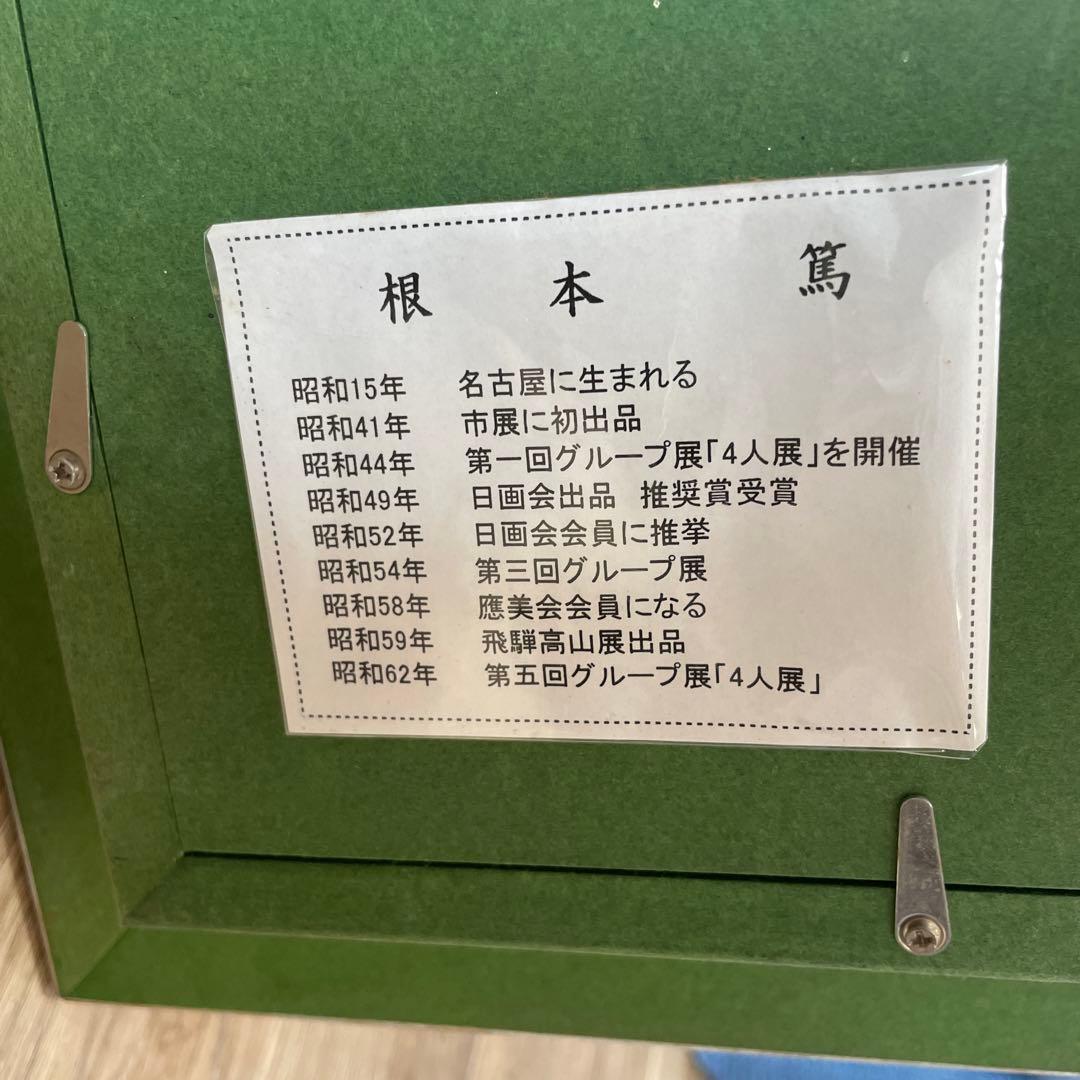 根本篤
昭和15年 名古屋に生まれる
昭和41年 市展に初出品
昭和44年 第一回グループ展｢4人展｣を開催
昭和49年 日画会出品 推奨賞受賞
昭和52年 日画会会員に推挙
昭和54年 第三回グループ展
昭和58年 應美会会員になる
昭和59年 飛騨高山展出品
昭和62年 第五回グループ展｢4人展｣